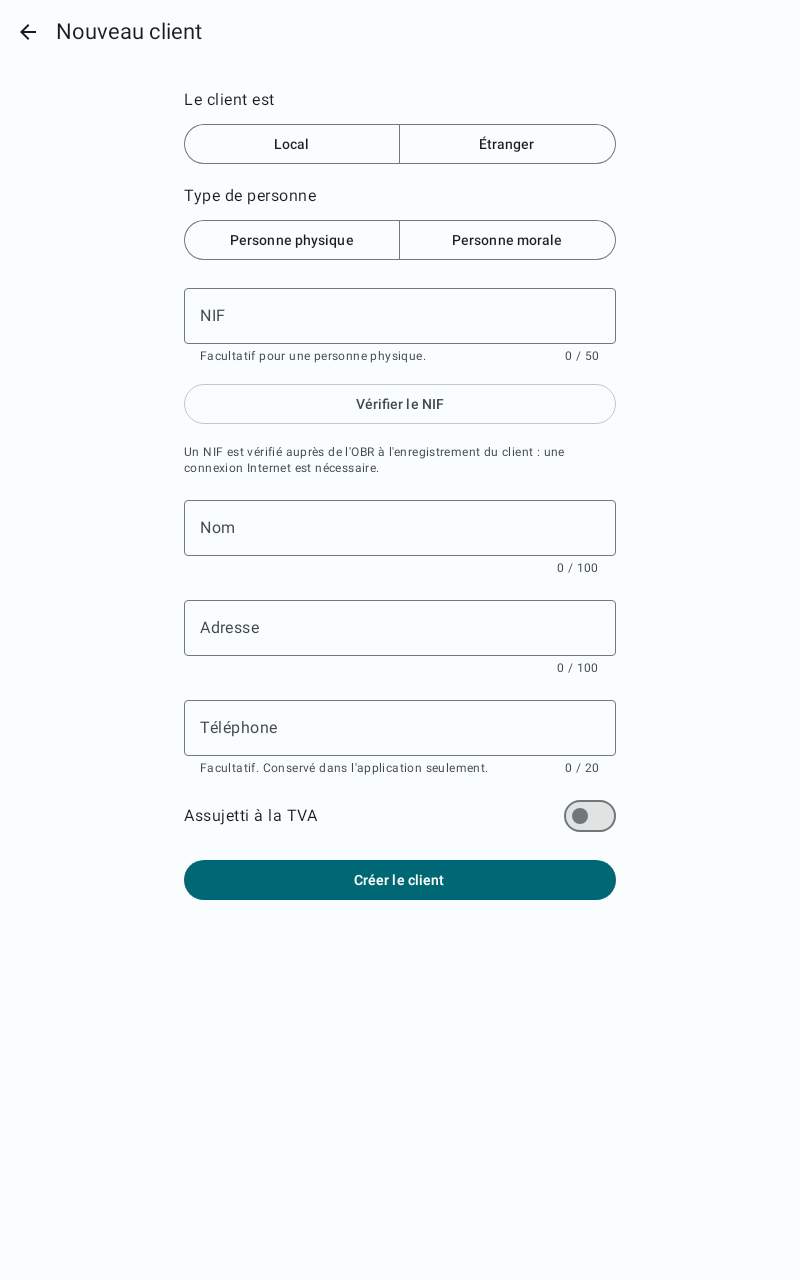 Nouveau client
Le client est
Local
Étranger
Type de personne
Personne physique
Personne morale
NIF
Facultatif pour une personne physique.
0 / 50
Vérifier le NIF
Un NIF est vérifié auprès de l'OBR à l'enregistrement du client : une
connexion Internet est nécessaire.
Nom
0 / 100
Adresse
0 / 100
Téléphone
Facultatif. Conservé dans l'application seulement.
0 / 20
Assujetti à la TVA
Créer le client